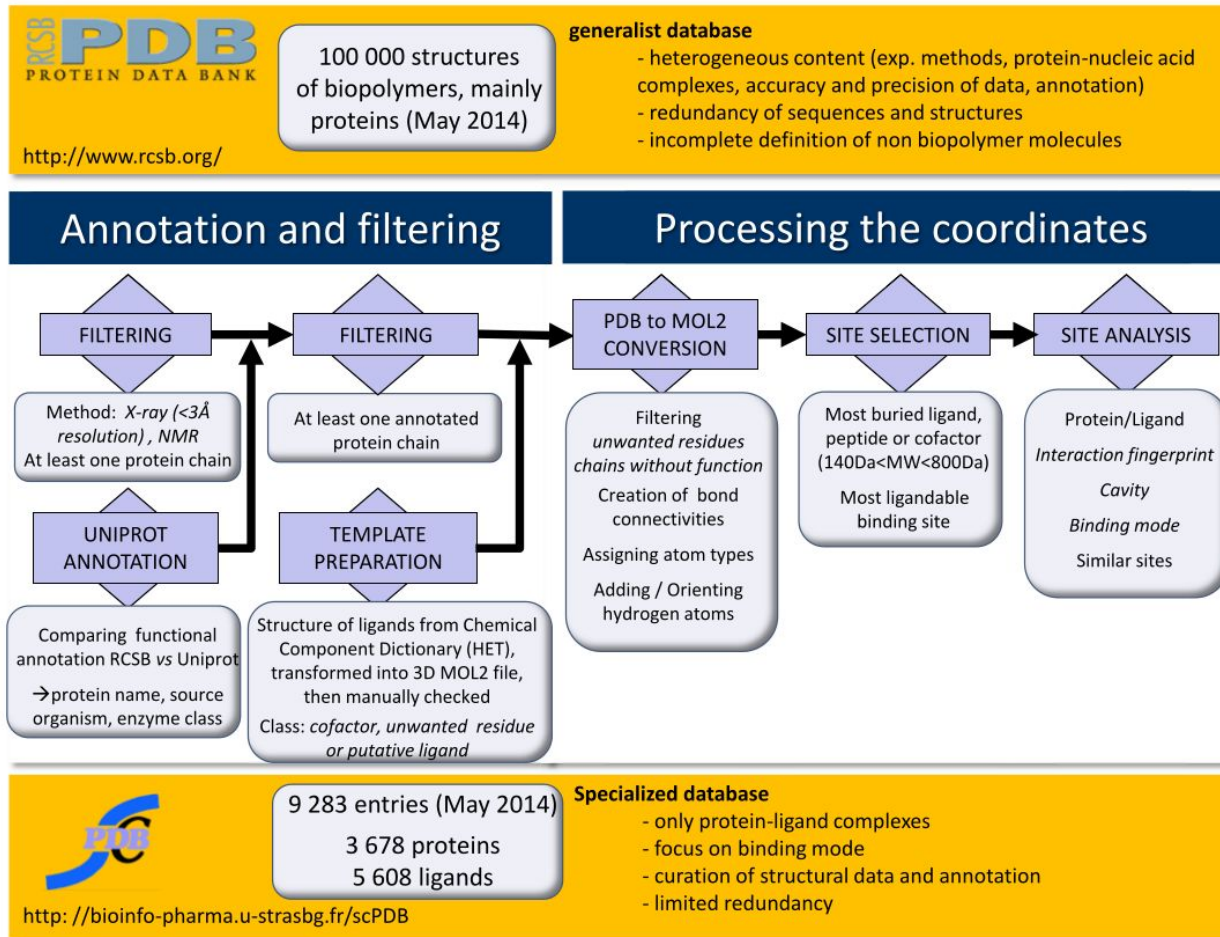 RCSB
PDB
PROTEIN DATA BANK
http://www.rcsb.org/
100 000 structures
of biopolymers, mainly
proteins (May 2014)
generalist database
- heterogeneous content (exp. methods, protein-nucleic acid
complexes, accuracy and precision of data, annotation)
- redundancy of sequences and structures
- incomplete definition of non biopolymer molecules
Annotation and filtering
Processing the coordinates
FILTERING
Method: X-ray (<3Å
resolution) , NMR
At least one protein chain
FILTERING
At least one annotated
protein chain
UNIPROT
ANNOTATION
Comparing functional
annotation RCSB vs Uniprot
→protein name, source
organism, enzyme class
TEMPLATE
PREPARATION
Structure of ligands from Chemical
Component Dictionary (HET),
transformed into 3D MOL2 file,
then manually checked
Class: cofactor, unwanted residue
or putative ligand
PDB to MOL2
CONVERSION
Filtering
unwanted residues
chains without function
Creation of bond
connectivities
Assigning atom types
Adding / Orienting
hydrogen atoms
SITE SELECTION
Most buried ligand,
peptide or cofactor
(140Da<MW<800Da)
Most ligandable
binding site
SITE ANALYSIS
Protein/Ligand
Interaction fingerprint
Cavity
Binding mode
Similar sites
PDB
SC
http: //bioinfo-pharma.u-strasbg.fr/scPDB
9 283 entries (May 2014)
3 678 proteins
5 608 ligands
Specialized database
- only protein-ligand complexes
- focus on binding mode
- curation of structural data and annotation
- limited redundancy